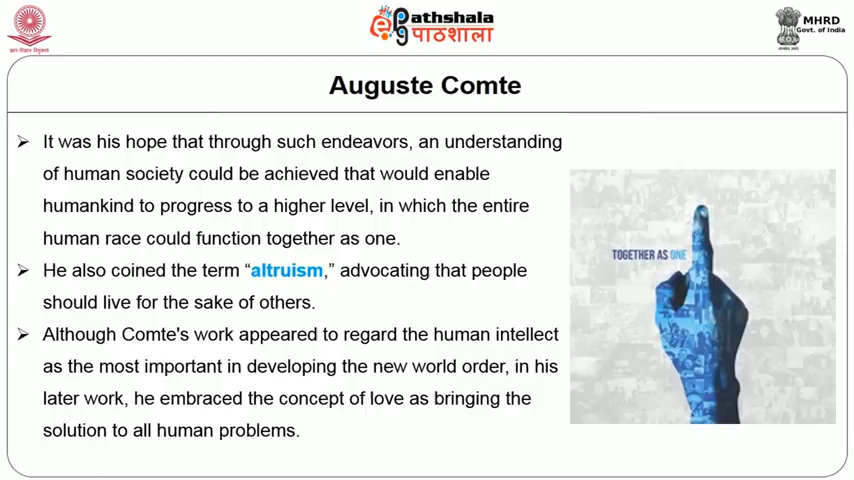 Pathshala
पाठशाला
MHRD
Govt. of India
Auguste Comte
➢ It was his hope that through such endeavors, an understanding
of human society could be achieved that would enable
humankind to progress to a higher level, in which the entire
human race could function together as one.
➢ He also coined the term “altruism,” advocating that people
should live for the sake of others.
➢ Although Comte's work appeared to regard the human intellect
as the most important in developing the new world order, in his
later work, he embraced the concept of love as bringing the
solution to all human problems.
TOGETHER AS ONE